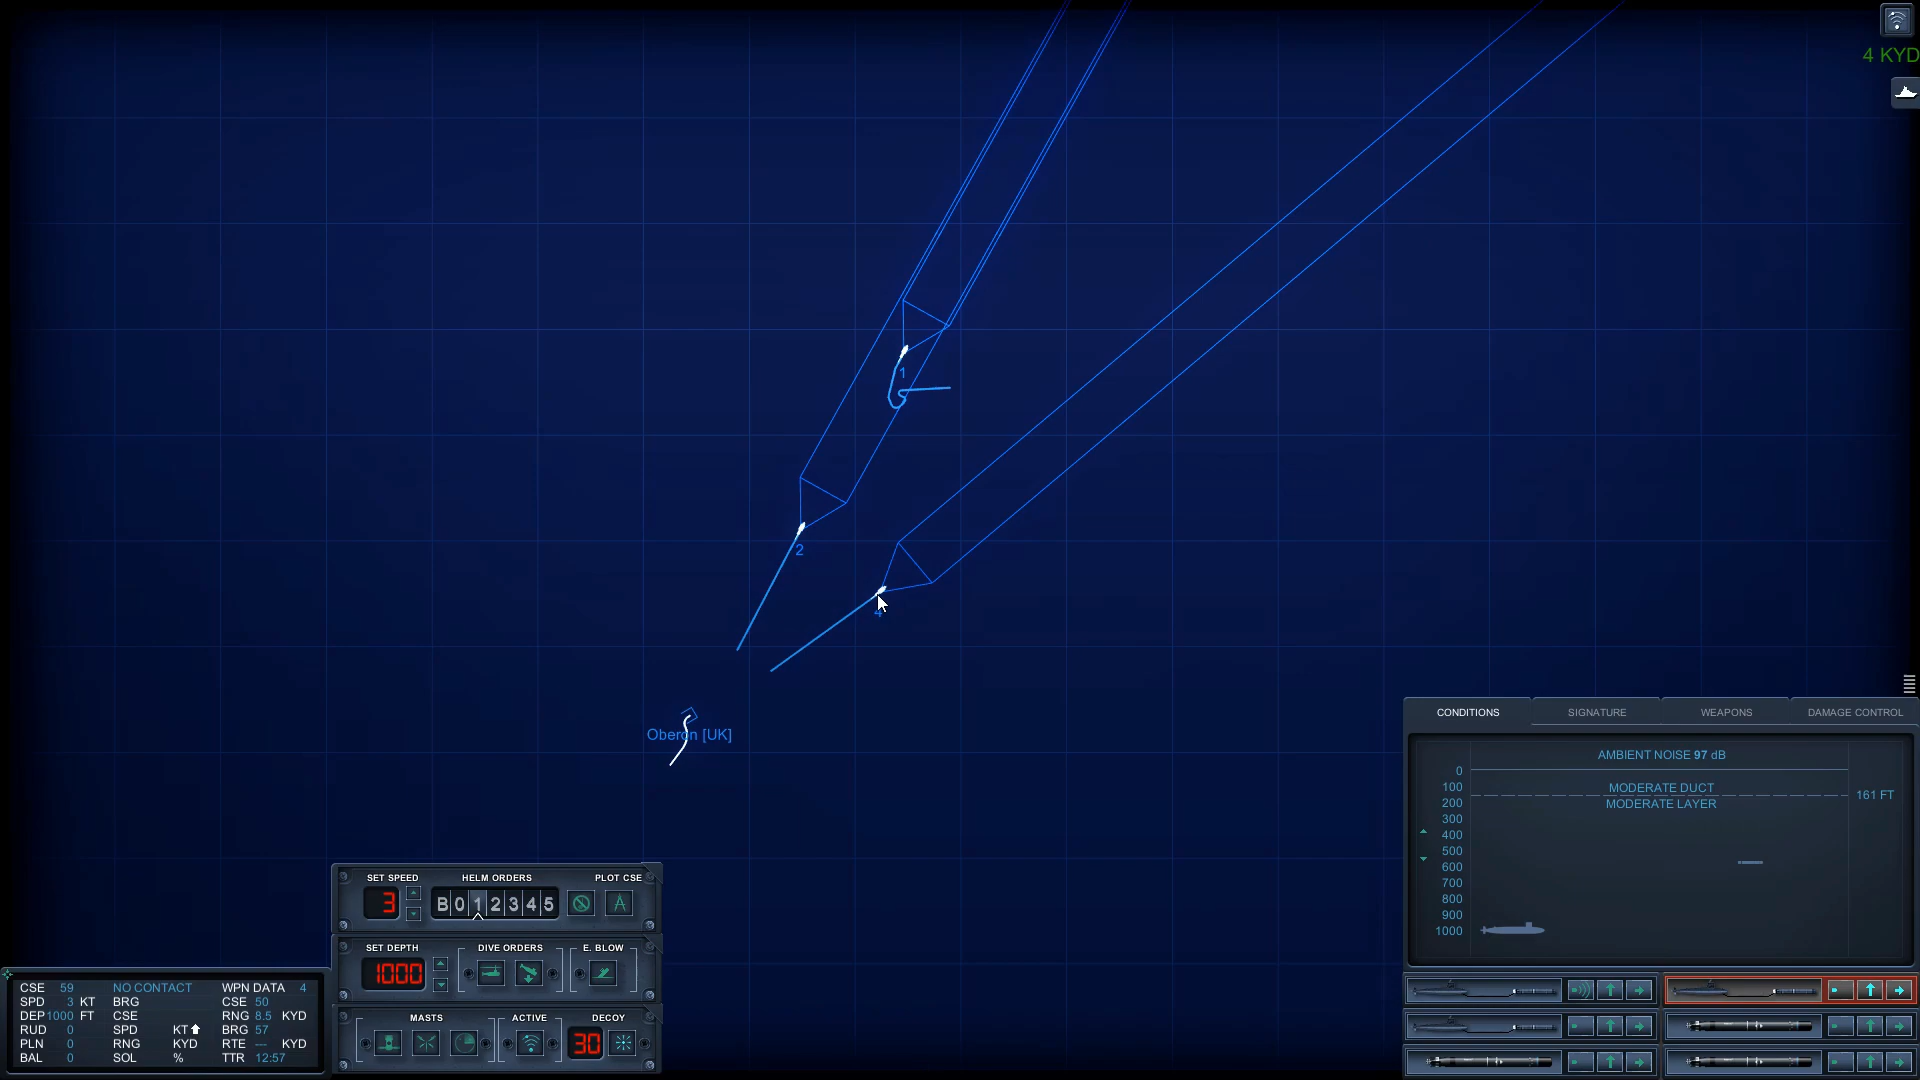 4 KYD
1
2
4
Oberon [UK]
CONDITIONS SIGNATURE WEAPONS DAMAGE CONTROL
AMBIENT NOISE 97 dB
0
100 MODERATE DUCT
161 FT
200 MODERATE LAYER
300
400
500
600
700
800
900
1000
SET SPEED HELM ORDERS PLOT CSE
3 B 0 1 2 3 4 5
SET DEPTH DIVE ORDERS E. BLOW
1000
MASTS ACTIVE DECOY
30
CSE 59 NO CONTACT WPN DATA 4
SPD 3 KT BRG CSE 50
DEP 1000 FT CSE RNG 8.5 KYD
RUD 0 SPD KT BRG 57
PLN 0 RNG KYD RTE --- KYD
BAL 0 SOL % TTR 12:57